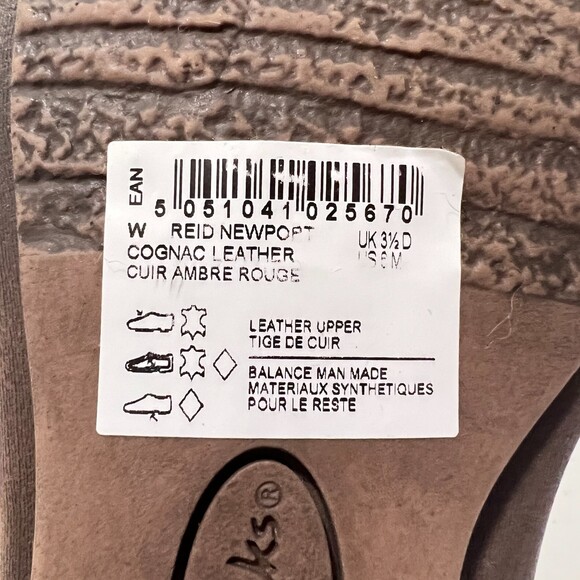 EAN
5 051041 025670
W REID NEWPORT UK 3½ D
COGNAC LEATHER US 6 M
CUIR AMBRE ROUGE
LEATHER UPPER
TIGE DE CUIR
BALANCE MAN MADE
MATERIAUX SYNTHETIQUES
POUR LE RESTE
ks®